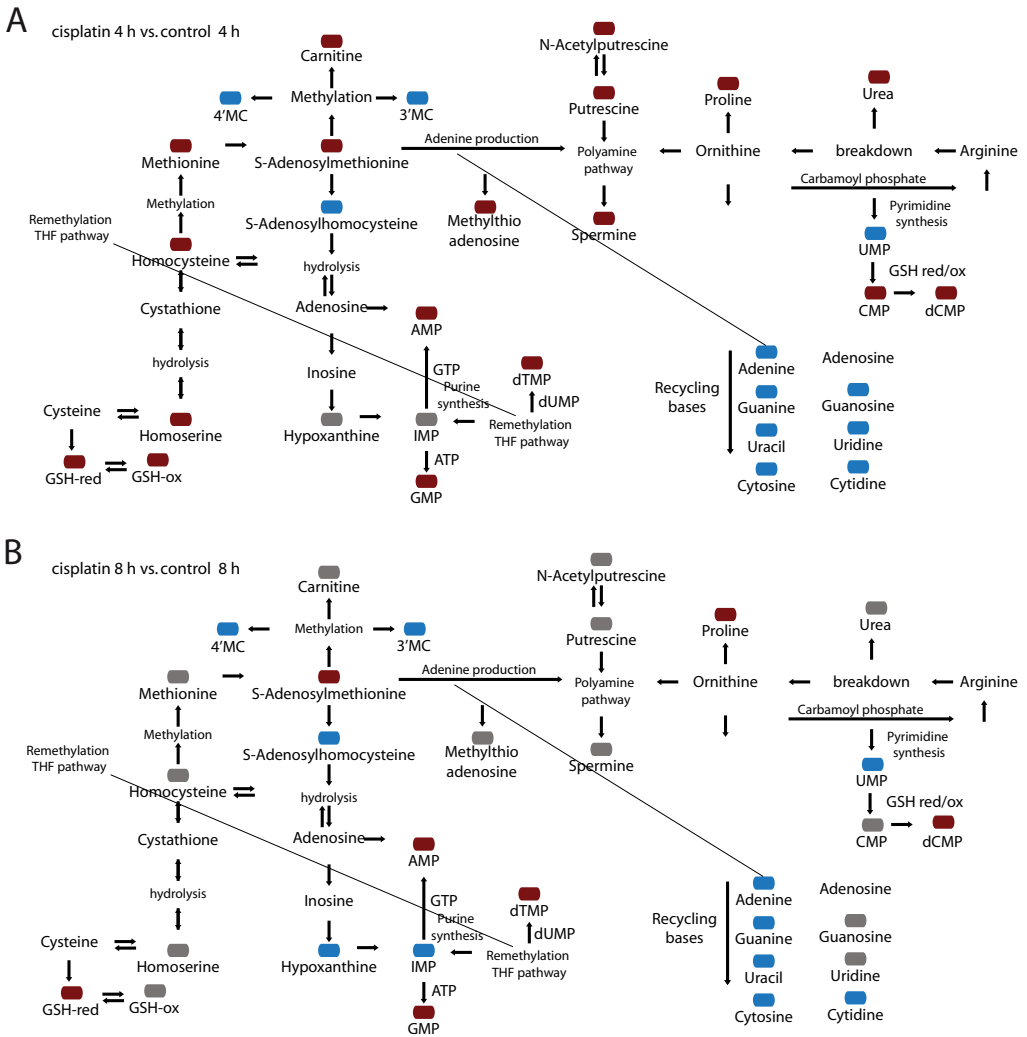 A
cisplatin 4 h vs. control 4 h
Carnitine
Methylation
4'MC
3'MC
Methionine
S-Adenosylmethionine
Adenine production
Methylation
Remethylation
THF pathway
S-Adenosylhomocysteine
Methylthio
adenosine
Homocysteine
hydrolysis
Cystathione
Adenosine
AMP
hydrolysis
Inosine
GTP
Purine
synthesis
dTMP
dUMP
Cysteine
Homoserine
Hypoxanthine
IMP
Remethylation
THF pathway
GSH-red
GSH-ox
ATP
GMP
N-Acetylputrescine
Putrescine
Proline
Urea
Polyamine
pathway
Ornithine
breakdown
Arginine
Carbamoyl phosphate
Pyrimidine
synthesis
Spermine
UMP
GSH red/ox
CMP
dCMP
Recycling
bases
Adenine
Adenosine
Guanine
Guanosine
Uracil
Uridine
Cytosine
Cytidine
B
cisplatin 8 h vs. control 8 h
Carnitine
Methylation
4'MC
3'MC
Methionine
S-Adenosylmethionine
Adenine production
Methylation
Remethylation
THF pathway
S-Adenosylhomocysteine
Methylthio
adenosine
Homocysteine
hydrolysis
Cystathione
Adenosine
AMP
hydrolysis
Inosine
GTP
Purine
synthesis
dTMP
dUMP
Cysteine
Homoserine
Hypoxanthine
IMP
Remethylation
THF pathway
GSH-red
GSH-ox
ATP
GMP
N-Acetylputrescine
Putrescine
Proline
Urea
Polyamine
pathway
Ornithine
breakdown
Arginine
Carbamoyl phosphate
Pyrimidine
synthesis
Spermine
UMP
GSH red/ox
CMP
dCMP
Recycling
bases
Adenine
Adenosine
Guanine
Guanosine
Uracil
Uridine
Cytosine
Cytidine